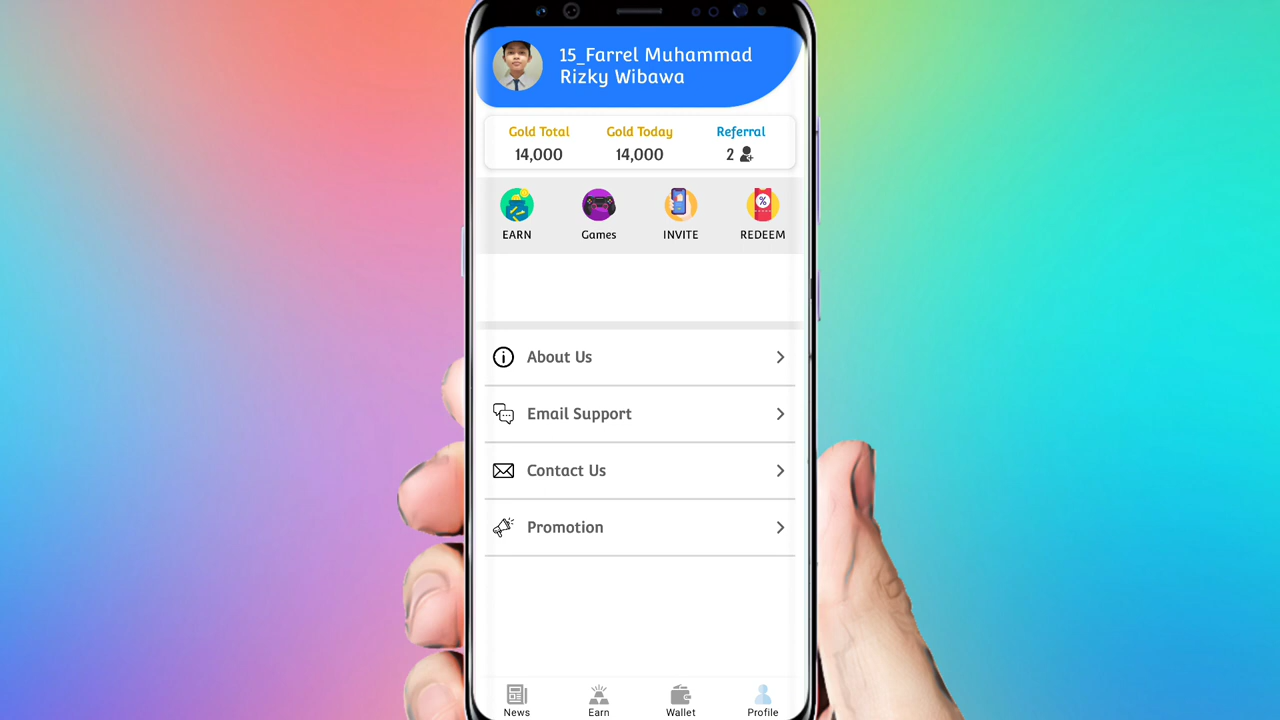 15_Farrel Muhammad
Rizky Wibawa
Gold Total Gold Today Referral
14,000 14,000 2
EARN Games INVITE REDEEM
About Us
Email Support
Contact Us
Promotion
News Earn Wallet Profile